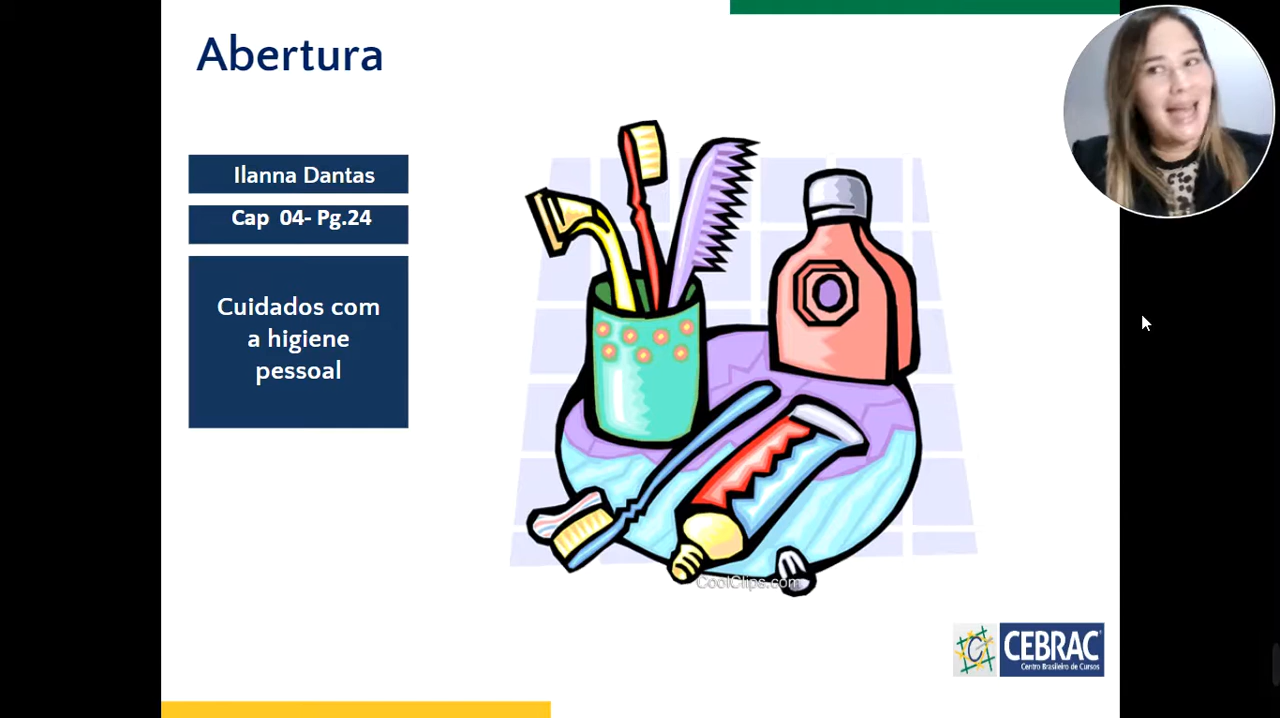 Abertura
Ilanna Dantas
Cap 04- Pg.24
Cuidados com
a higiene
pessoal
CoolClips.com
CEBRAC
Centro Brasileiro de Cursos